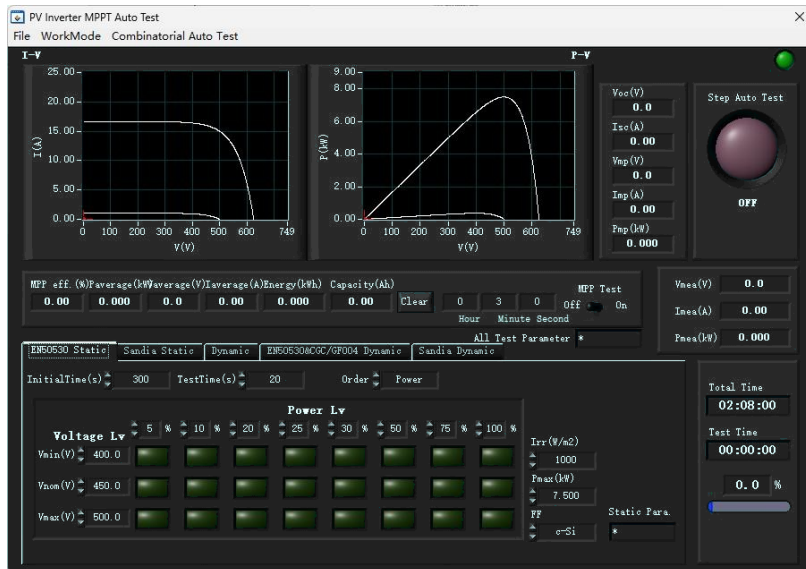 PV Inverter MPPT Auto Test
File WorkMode Combinatorial Auto Test
I-V P-V
25.00
20.00
15.00
10.00
5.00
0.00
I(A)
0 100 200 300 400 500 600 749
V(V)
9.00
8.00
6.00
4.00
2.00
0.00
P(kW)
0 100 200 300 400 500 600 749
V(V)
Voc(V)
0.0
Isc(A)
0.00
Vmp(V)
0.0
Imp(A)
0.00
Pmp(kW)
0.000
Step Auto Test
OFF
MPP eff.(%) Paverage(kW) Vaverage(V) Iaverage(A) Energy(kWh) Capacity(Ah)
0.00 0.000 0.0 0.00 0.000 0.00 Clear
0 3 0
Hour Minute Second
MPP Test
Off On
All Test Parameter *
Vmea(V) 0.0
Imea(A) 0.00
Pmea(kW) 0.000
EN50530 Static Sandia Static Dynamic EN50530&CGC/GF004 Dynamic Sandia Dynamic
InitialTime(s) 300 TestTime(s) 20 Order Power
Power Lv
Voltage Lv 5 % 10 % 20 % 25 % 30 % 50 % 75 % 100 %
Vmin(V) 400.0
Vnom(V) 450.0
Vmax(V) 500.0
Irr(W/m2)
1000
Pmax(kW)
7.500
FF
c-Si
Static Para.
*
Total Time
02:08:00
Test Time
00:00:00
0.0 %